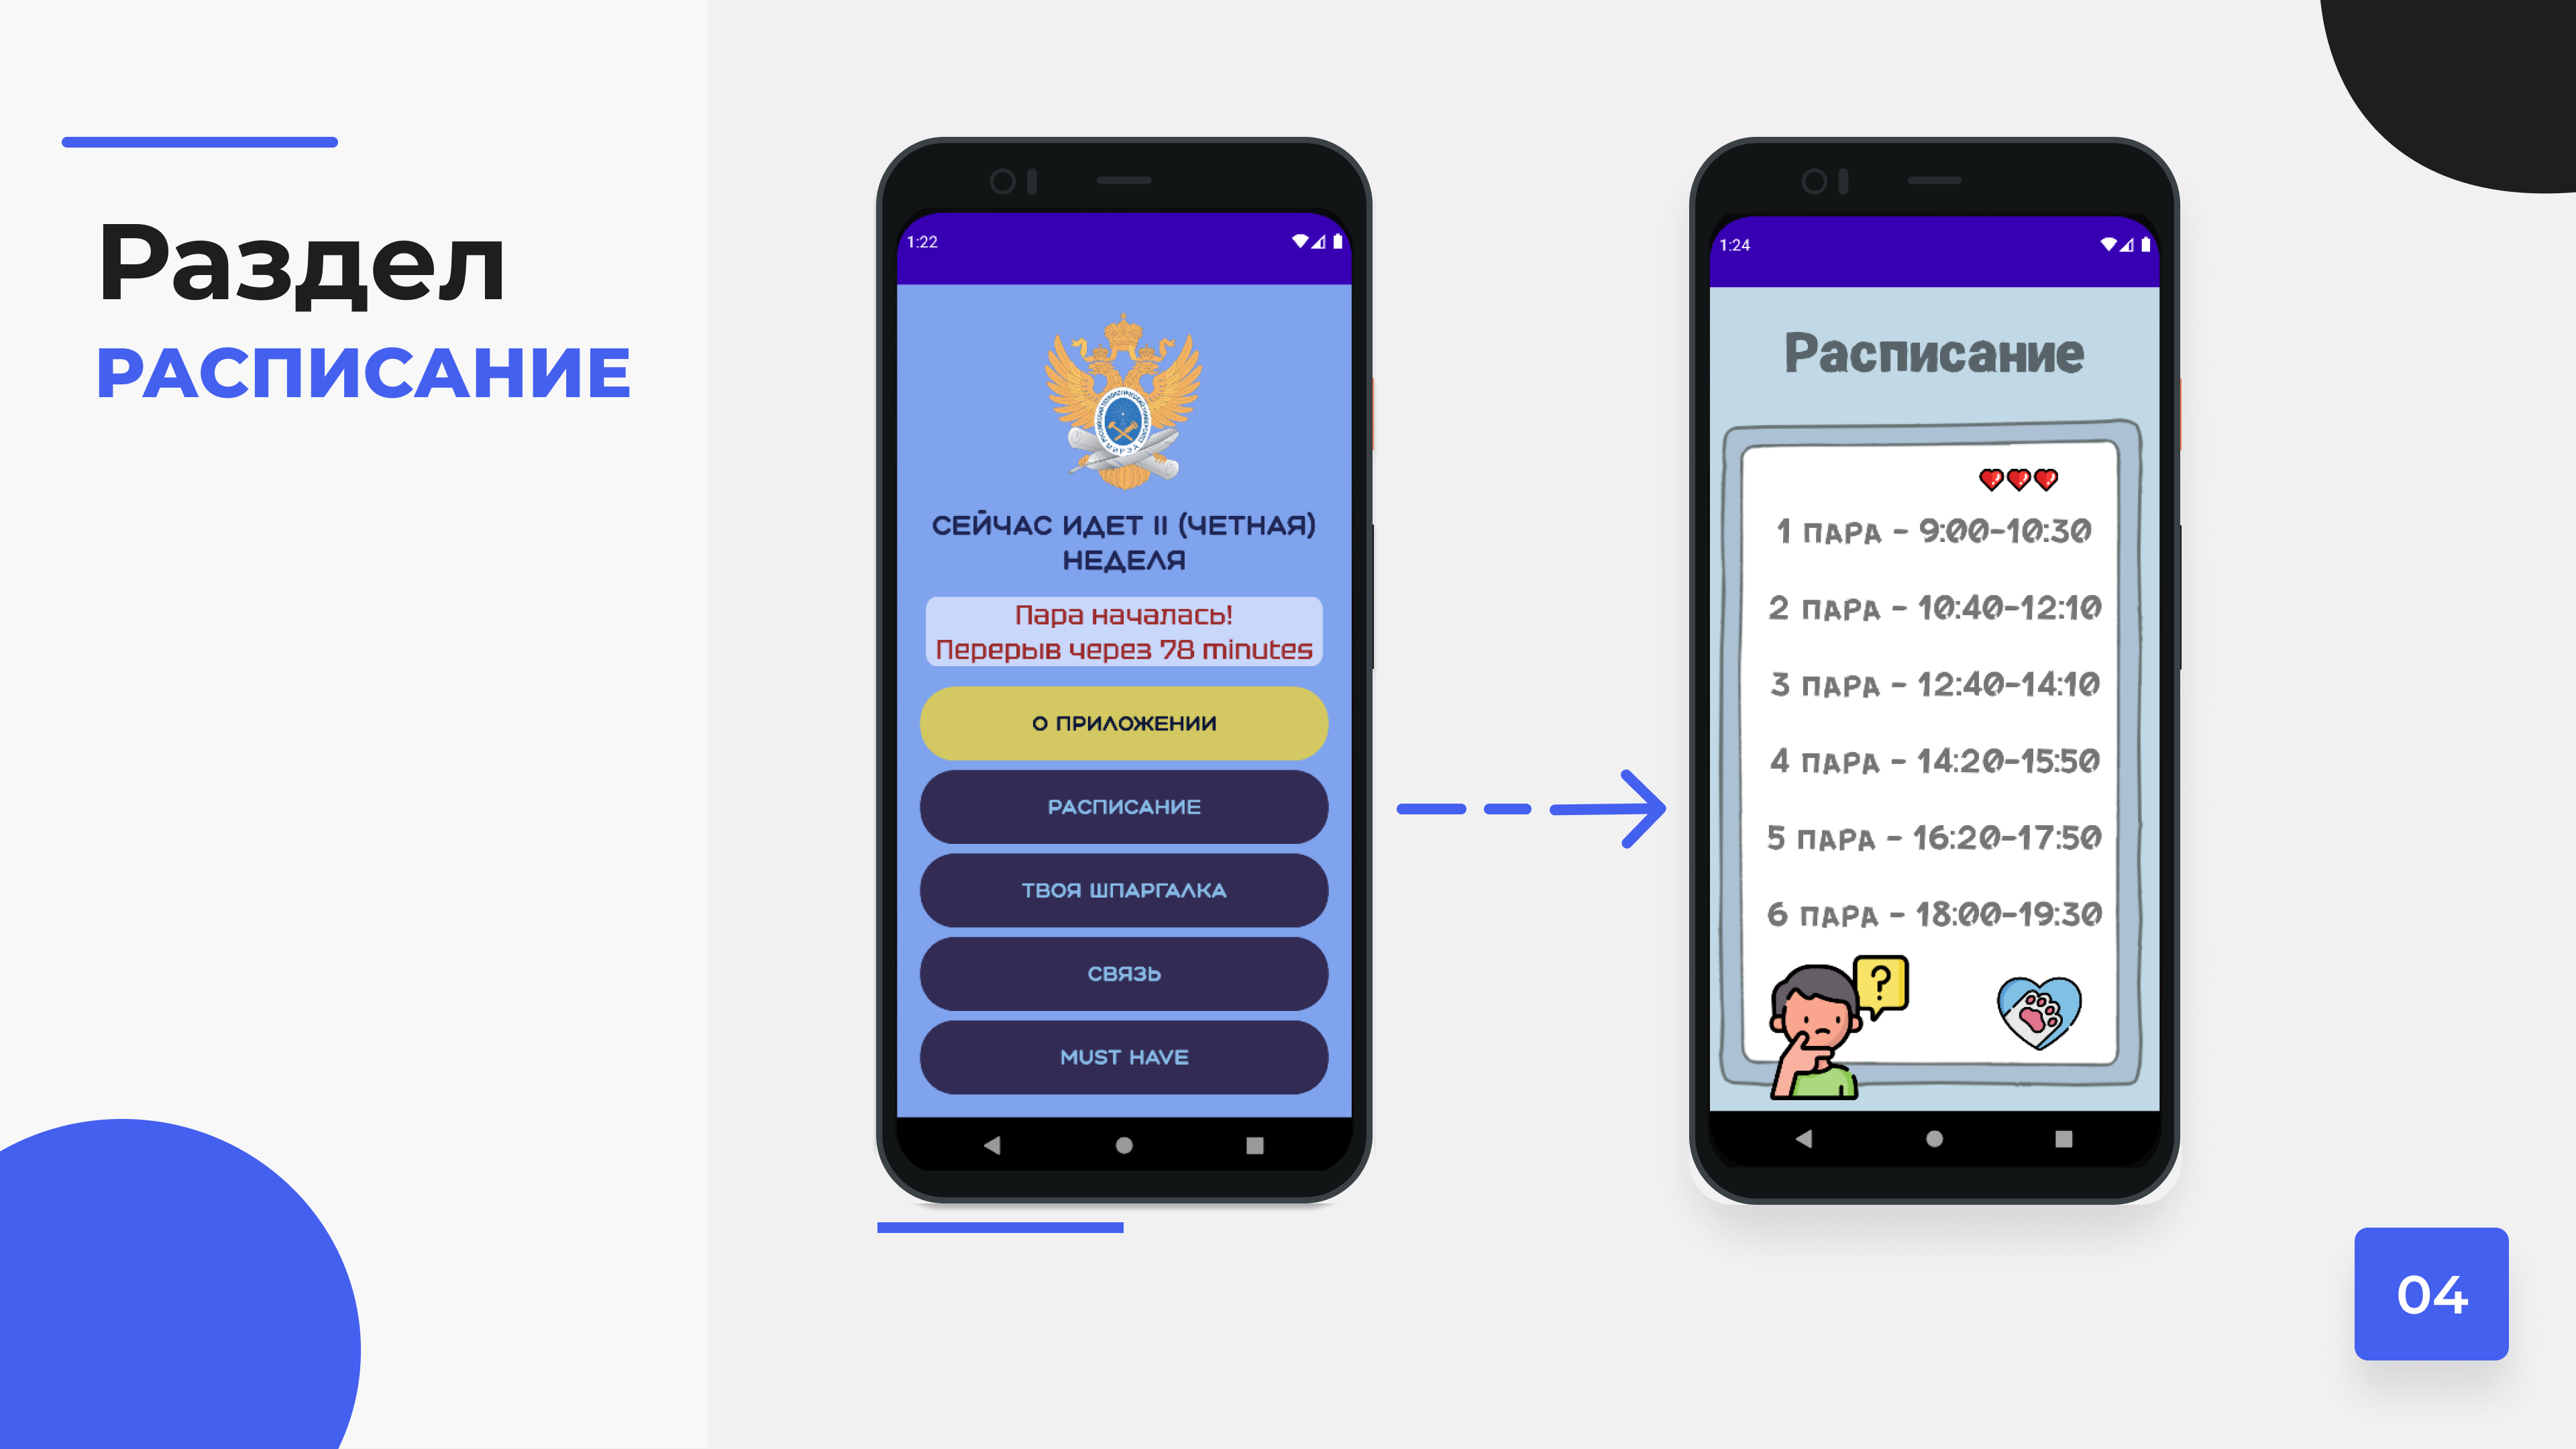 Раздел
РАСПИСАНИЕ
1:22
СЕЙЧАС ИДЕТ II (ЧЕТНАЯ)
НЕДЕЛЯ
Пара началась!
Перерыв через 78 minutes
О ПРИЛОЖЕНИИ
РАСПИСАНИЕ
ТВОЯ ШПАРГАЛКА
СВЯЗЬ
MUST HAVE
1:24
Расписание
1 ПАРА - 9:00-10:30
2 ПАРА - 10:40-12:10
3 ПАРА - 12:40-14:10
4 ПАРА - 14:20-15:50
5 ПАРА - 16:20-17:50
6 ПАРА - 18:00-19:30
?
04